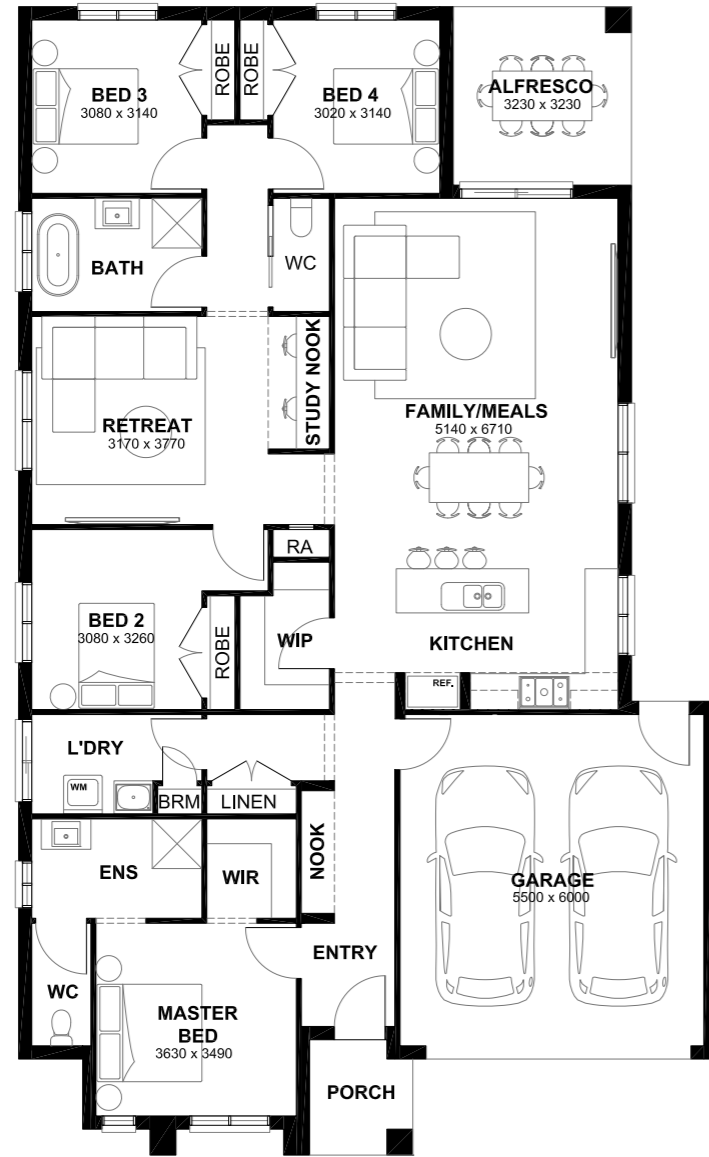 BED 3
3080 x 3140
ROBE
ROBE
BED 4
3020 x 3140
ALFRESCO
3230 x 3230
BATH
WC
RETREAT
3170 x 3770
STUDY NOOK
FAMILY/MEALS
5140 x 6710
RA
BED 2
3080 x 3260
ROBE
WIP
KITCHEN
REF.
L'DRY
WM
BRM
LINEN
ENS
WIR
NOOK
GARAGE
5500 x 6000
ENTRY
WC
MASTER
BED
3630 x 3490
PORCH